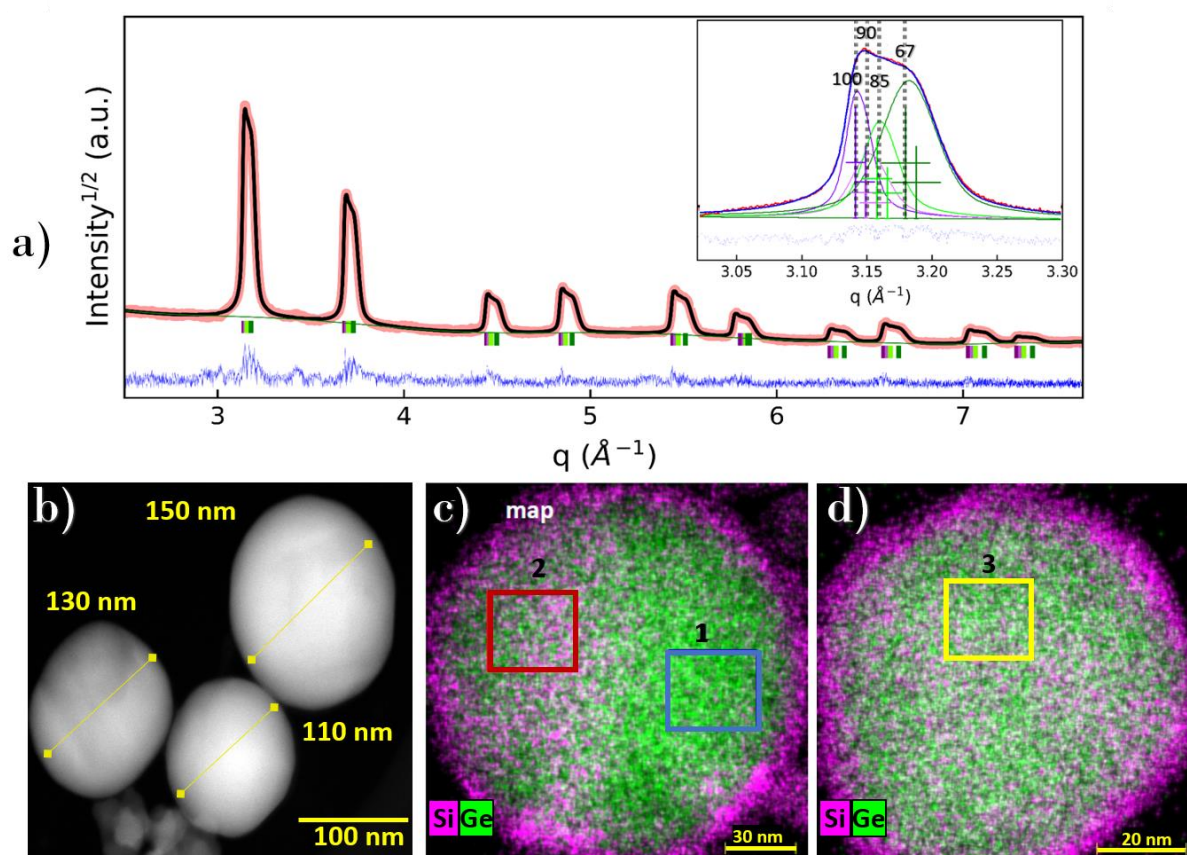 a)
Intensity^1/2 (a.u.)
3 4 5 6 7
q (Å⁻¹)
90
67
100 85
3.05 3.10 3.15 3.20 3.25 3.30
q (Å⁻¹)
b)
150 nm
130 nm
110 nm
100 nm
c)
map
2
1
Si Ge
30 nm
d)
3
Si Ge
20 nm